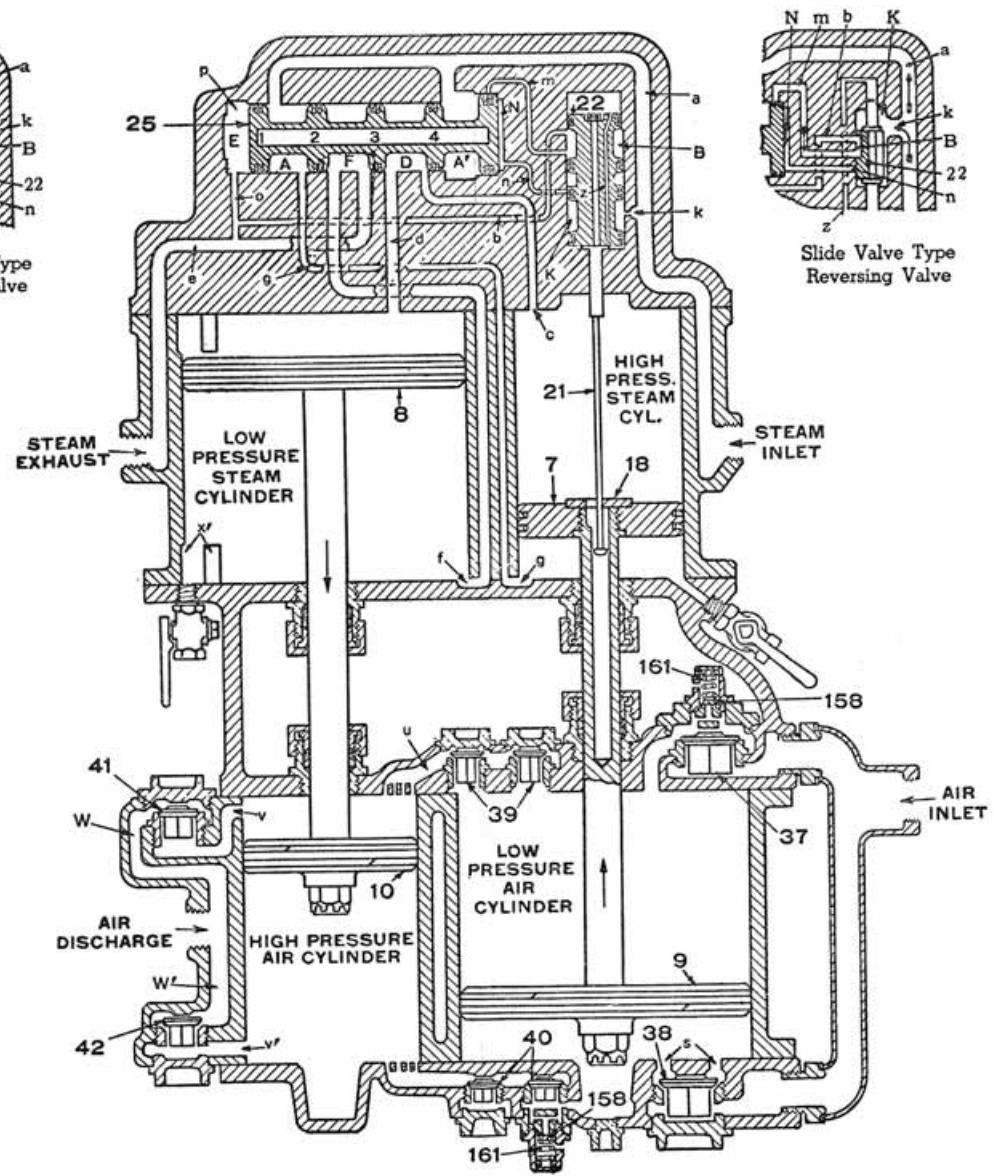 a
k
B
22
n
ype
lve
p
25
E
2
3
4
N
m
22
a
A
F
D
A'
n
z
B
o
b
k
d
K
e
g
c
N
m
b
K
a
k
B
22
n
z
Slide Valve Type
Reversing Valve
8
21
HIGH
PRESS.
STEAM
CYL.
STEAM
EXHAUST
LOW
PRESSURE
STEAM
CYLINDER
7
18
STEAM
INLET
x'
f
g
161
158
u
41
39
W
v
37
AIR
INLET
10
LOW
PRESSURE
AIR
CYLINDER
AIR
DISCHARGE
HIGH PRESSURE
AIR CYLINDER
W'
9
42
v'
40
38
s
158
161